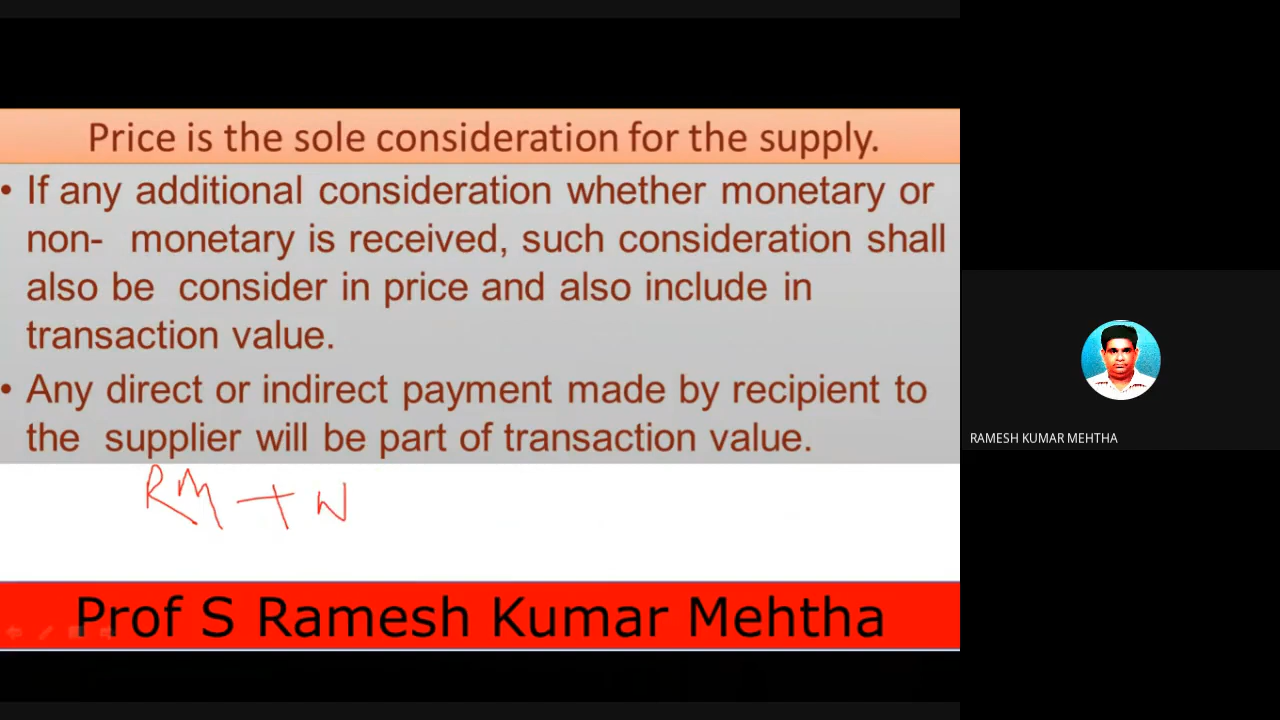 Price is the sole consideration for the supply.
• If any additional consideration whether monetary or
non- monetary is received, such consideration shall
also be consider in price and also include in
transaction value.
• Any direct or indirect payment made by recipient to
the supplier will be part of transaction value.
RM + N
Prof S Ramesh Kumar Mehtha
RAMESH KUMAR MEHTHA